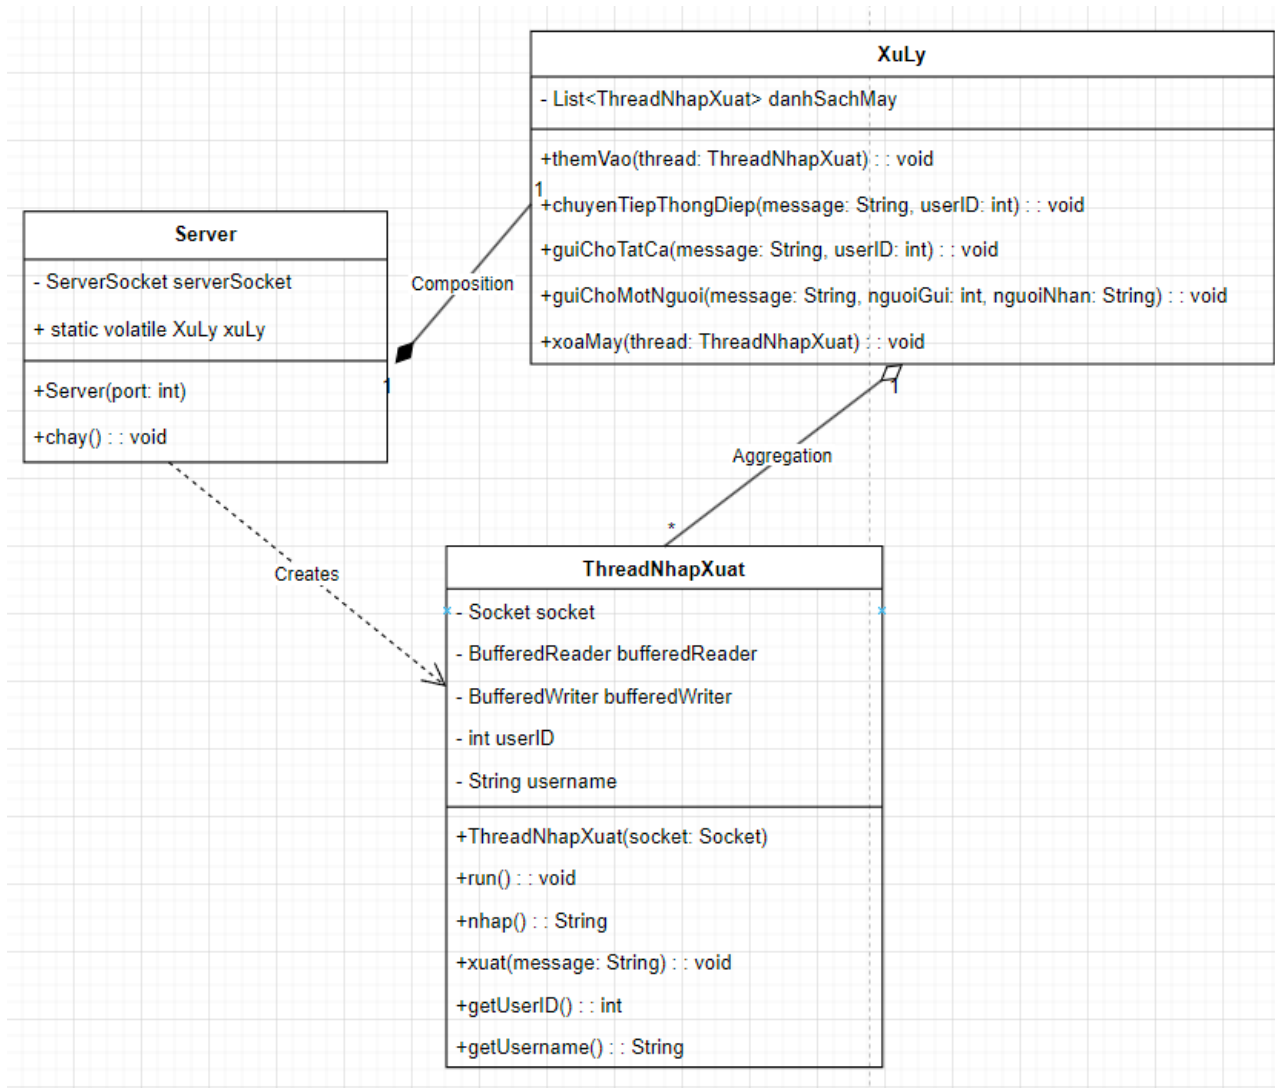 XuLy
- List<ThreadNhapXuat> danhSachMay
+themVao(thread: ThreadNhapXuat) : : void
1
+chuyenTiepThongDiep(message: String, userID: int) : : void
+guiChoTatCa(message: String, userID: int) : : void
+guiChoMotNguoi(message: String, nguoiGui: int, nguoiNhan: String) : : void
+xoaMay(thread: ThreadNhapXuat) : : void
Server
- ServerSocket serverSocket
+ static volatile XuLy xuLy
+Server(port: int)
+chay() : : void
Composition
1
1
Aggregation
*
Creates
ThreadNhapXuat
- Socket socket
- BufferedReader bufferedReader
- BufferedWriter bufferedWriter
- int userID
- String username
+ThreadNhapXuat(socket: Socket)
+run() : : void
+nhap() : : String
+xuat(message: String) : : void
+getUserID() : : int
+getUsername() : : String